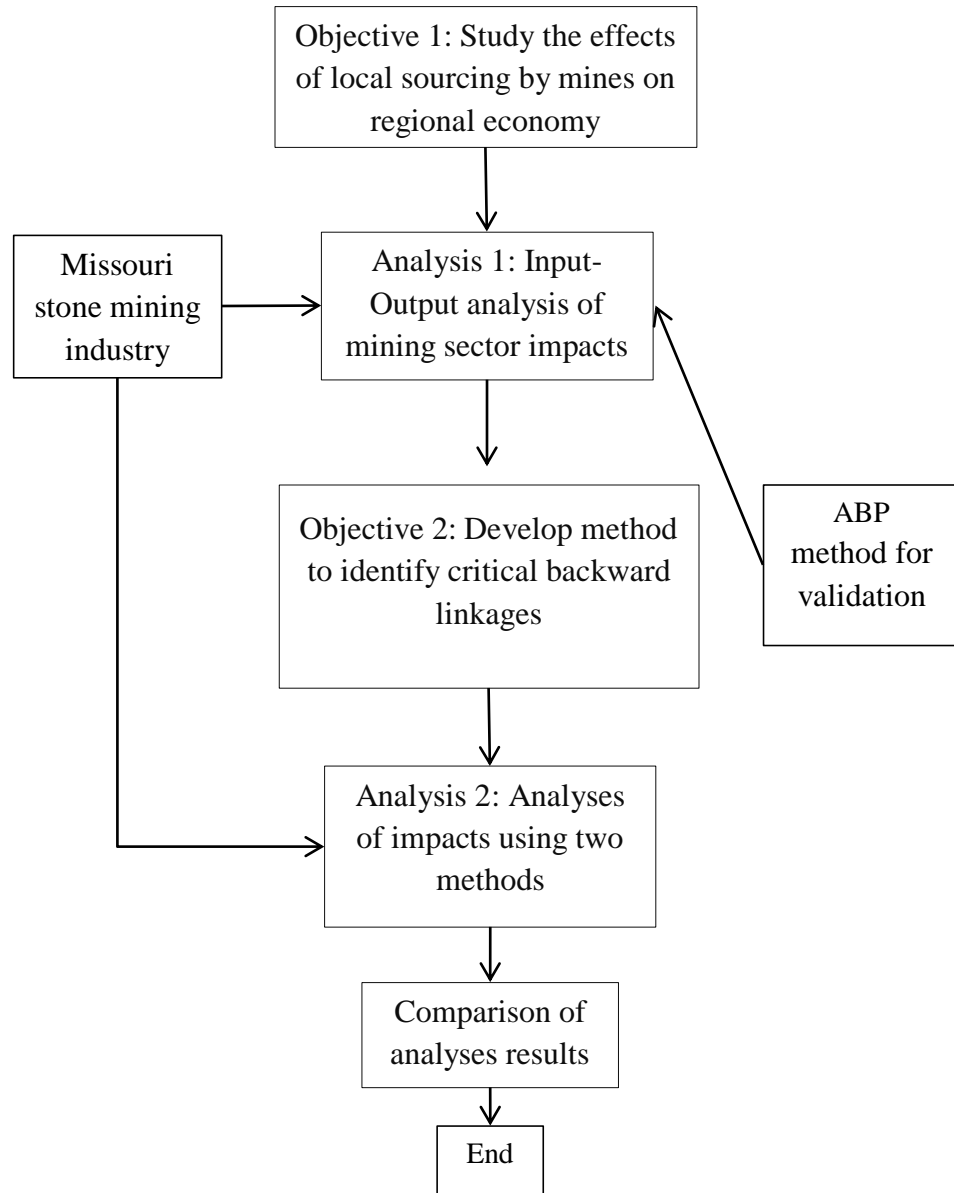 Objective 1: Study the effects
of local sourcing by mines on
regional economy
Missouri
stone mining
industry
Analysis 1: Input-
Output analysis of
mining sector impacts
Objective 2: Develop method
to identify critical backward
linkages
ABP
method for
validation
Analysis 2: Analyses
of impacts using two
methods
Comparison of
analyses results
End